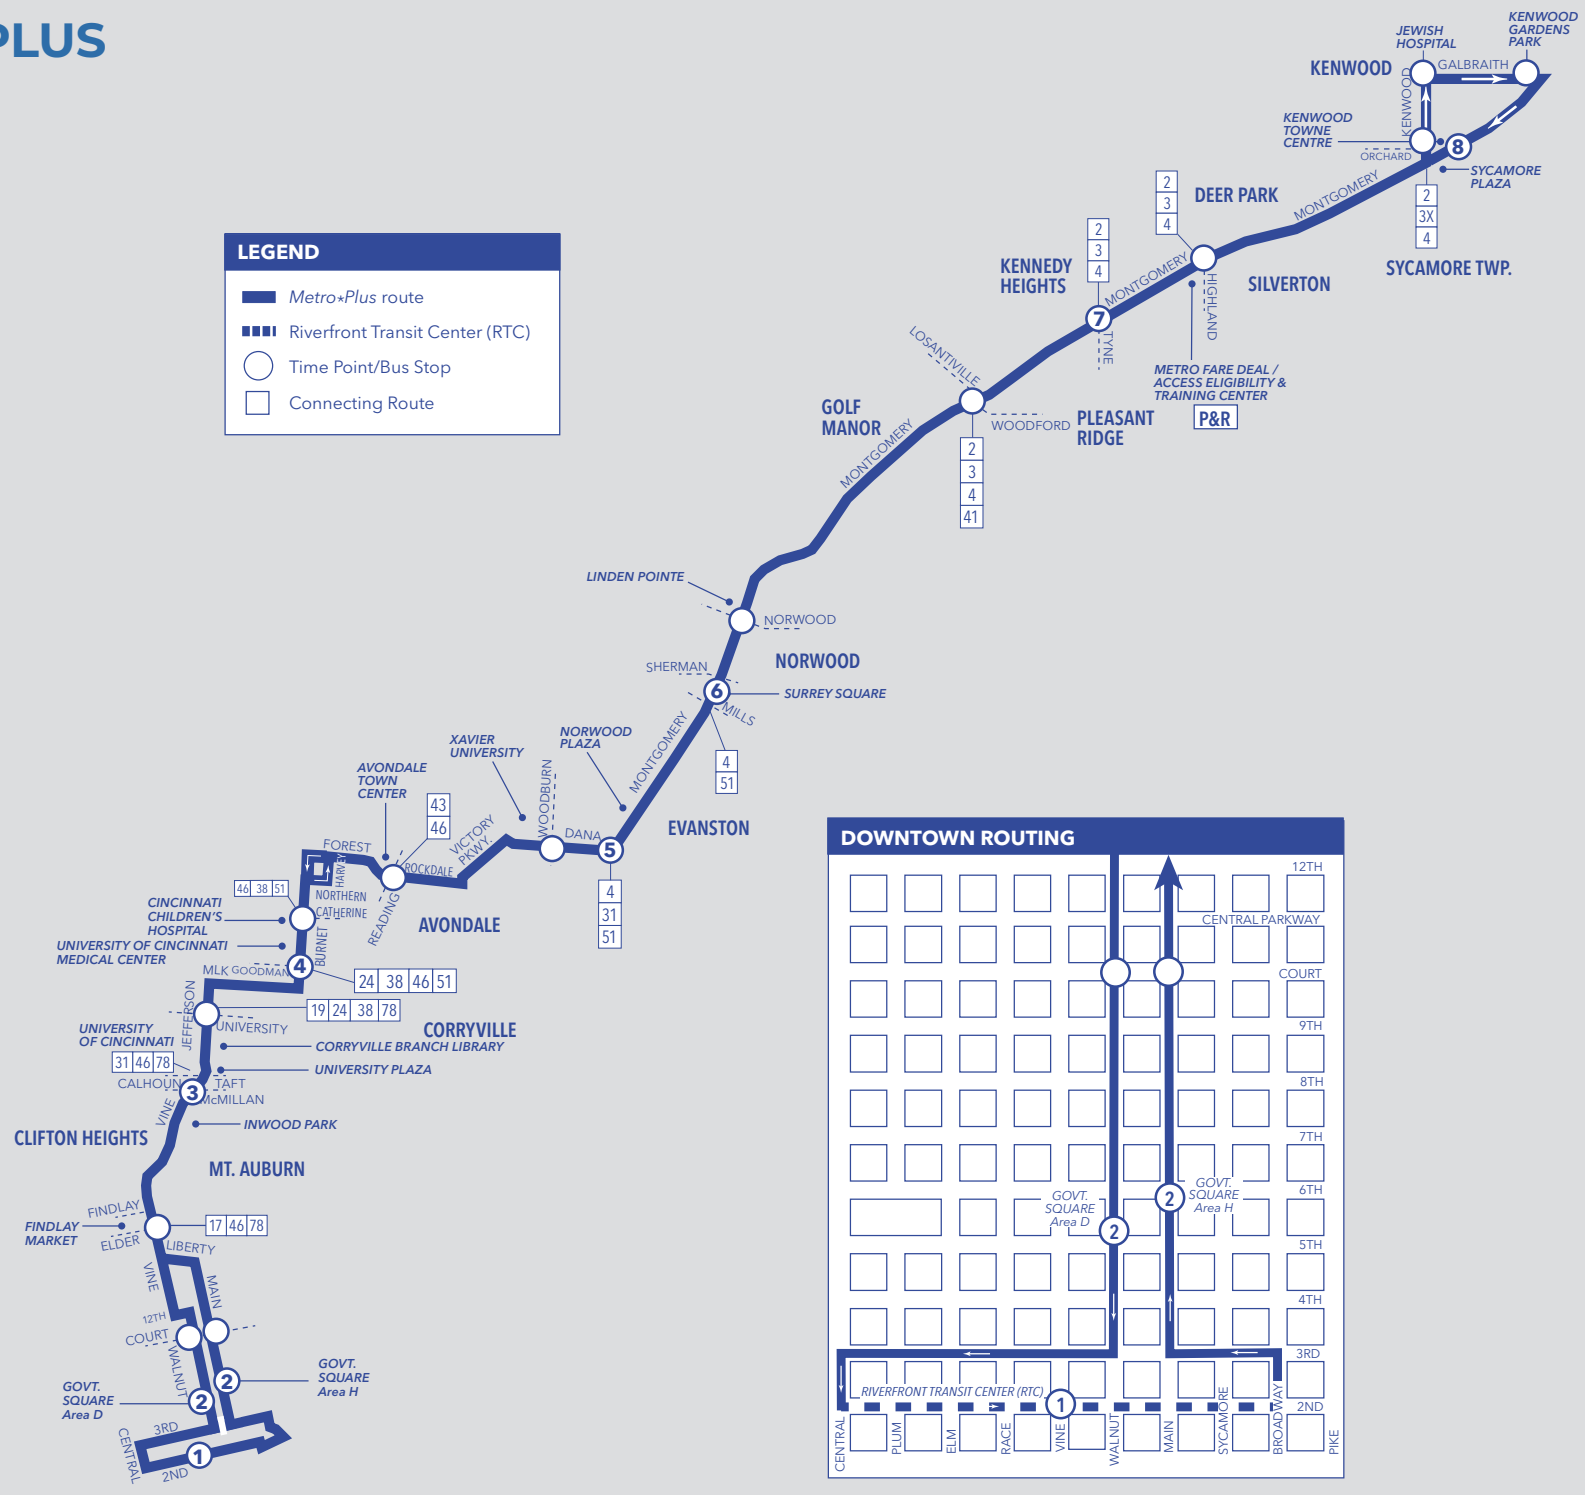 PLUS
JEWISH
HOSPITAL
KENWOOD
GARDENS
PARK
KENWOOD
GALBRAITH
KENWOOD
KENWOOD
TOWNE
CENTRE
ORCHARD
8
SYCAMORE
PLAZA
MONTGOMERY
2
3X
4
SYCAMORE TWP.
2
3
4
DEER PARK
2
3
4
KENNEDY
HEIGHTS
MONTGOMERY
HIGHLAND
SILVERTON
7
TYNE
METRO FARE DEAL /
ACCESS ELIGIBILITY &
TRAINING CENTER
P&R
LOSANTIVILLE
WOODFORD
PLEASANT
RIDGE
GOLF
MANOR
MONTGOMERY
2
3
4
41
LEGEND
Metro*Plus route
Riverfront Transit Center (RTC)
Time Point/Bus Stop
Connecting Route
LINDEN POINTE
NORWOOD
NORWOOD
SHERMAN
6
SURREY SQUARE
MILLS
4
51
MONTGOMERY
NORWOOD
PLAZA
EVANSTON
XAVIER
UNIVERSITY
WOODBURN
DANA
5
4
31
51
AVONDALE
TOWN
CENTER
43
46
VICTORY
PKWY.
ROCKDALE
FOREST
HARVEY
NORTHERN
CATHERINE
READING
AVONDALE
46 38 51
CINCINNATI
CHILDREN'S
HOSPITAL
UNIVERSITY OF CINCINNATI
MEDICAL CENTER
BURNET
MLK
GOODMAN
4
24 38 46 51
19 24 38 78
JEFFERSON
UNIVERSITY
CORRYVILLE
UNIVERSITY
OF CINCINNATI
CORRYVILLE BRANCH LIBRARY
31 46 78
UNIVERSITY PLAZA
CALHOUN
TAFT
3
McMILLAN
VINE
INWOOD PARK
CLIFTON HEIGHTS
MT. AUBURN
FINDLAY
FINDLAY
MARKET
ELDER
17 46 78
LIBERTY
VINE
MAIN
12TH
COURT
WALNUT
GOVT.
SQUARE
Area H
2
GOVT.
SQUARE
Area D
2
3RD
CENTRAL
1
2ND
DOWNTOWN ROUTING
12TH
CENTRAL PARKWAY
COURT
9TH
8TH
7TH
GOVT.
SQUARE
Area D
2
GOVT.
SQUARE
Area H
2
6TH
5TH
4TH
3RD
RIVERFRONT TRANSIT CENTER (RTC)
1
2ND
CENTRAL
PLUM
ELM
RACE
VINE
WALNUT
MAIN
SYCAMORE
BROADWAY
PIKE